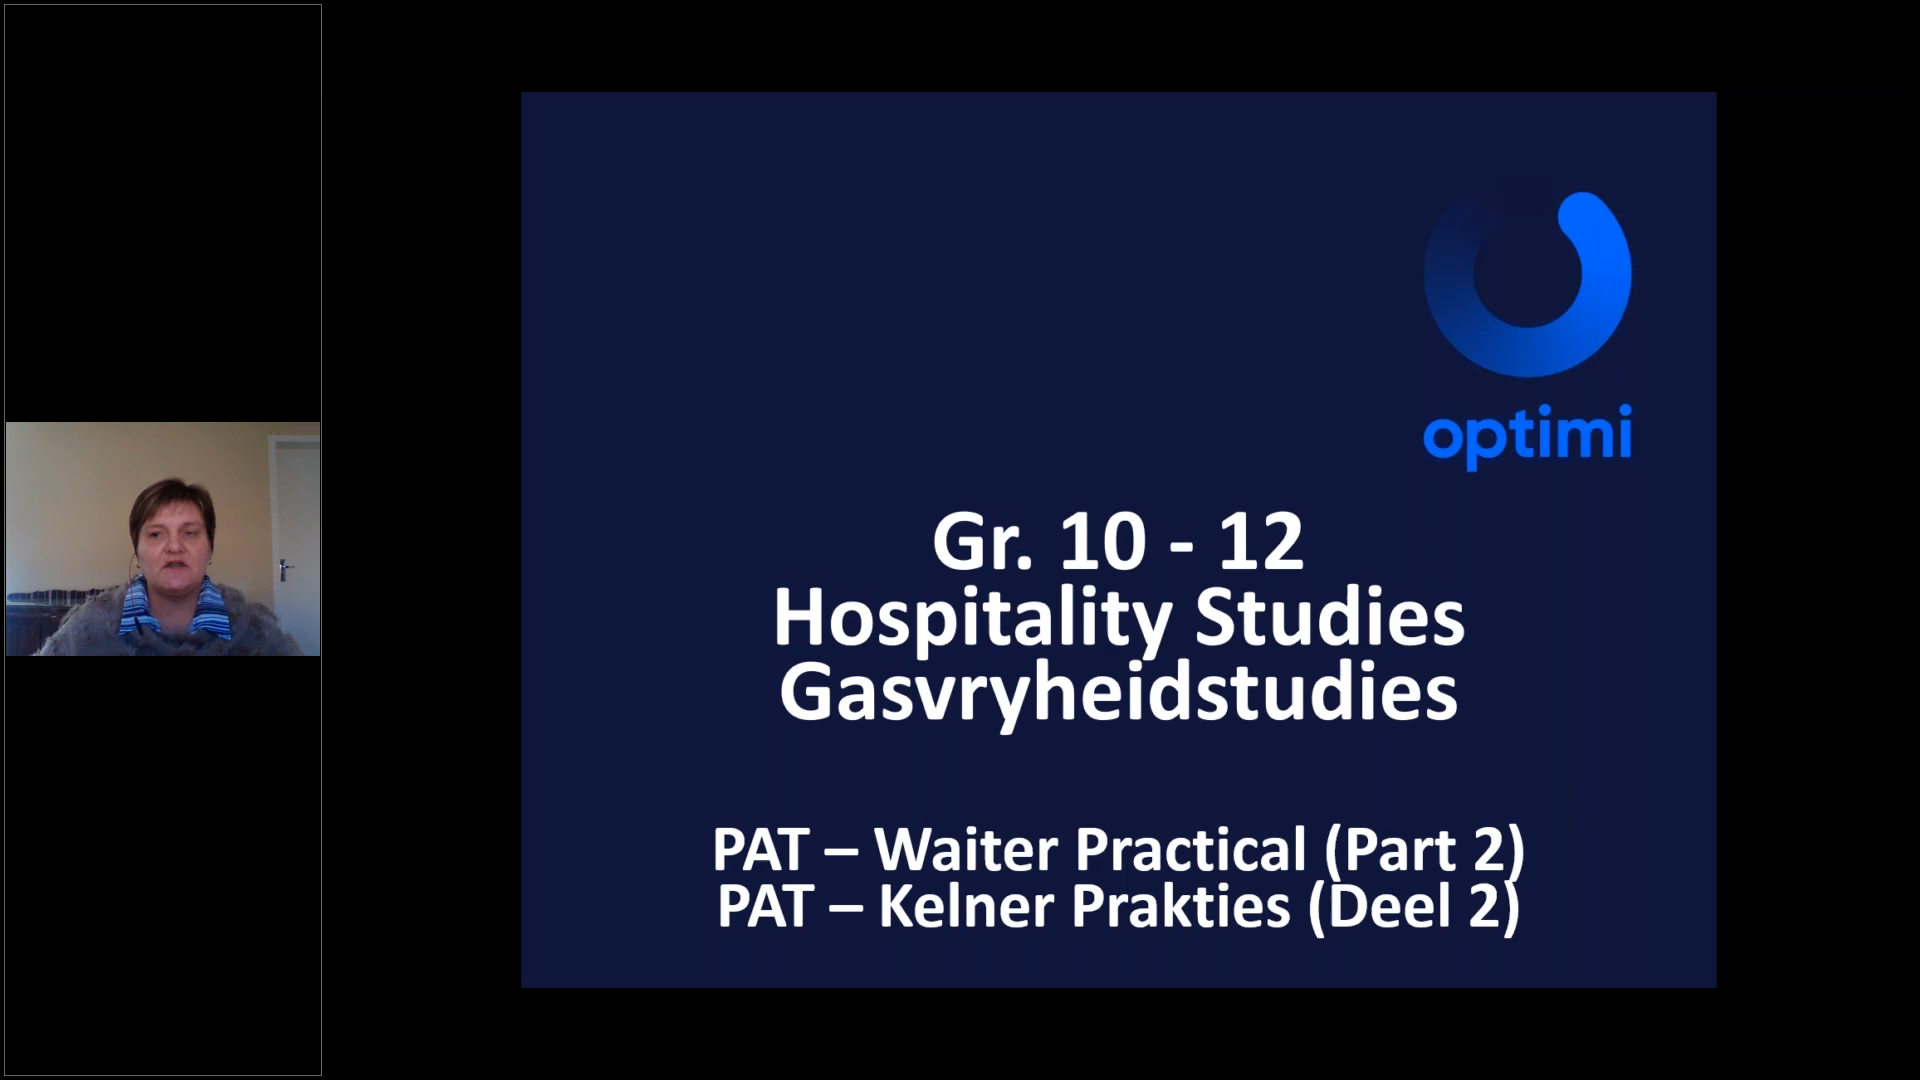 optimi
Gr. 10 - 12
Hospitality Studies
Gasvryheidstudies
PAT – Waiter Practical (Part 2)
PAT – Kelner Prakties (Deel 2)